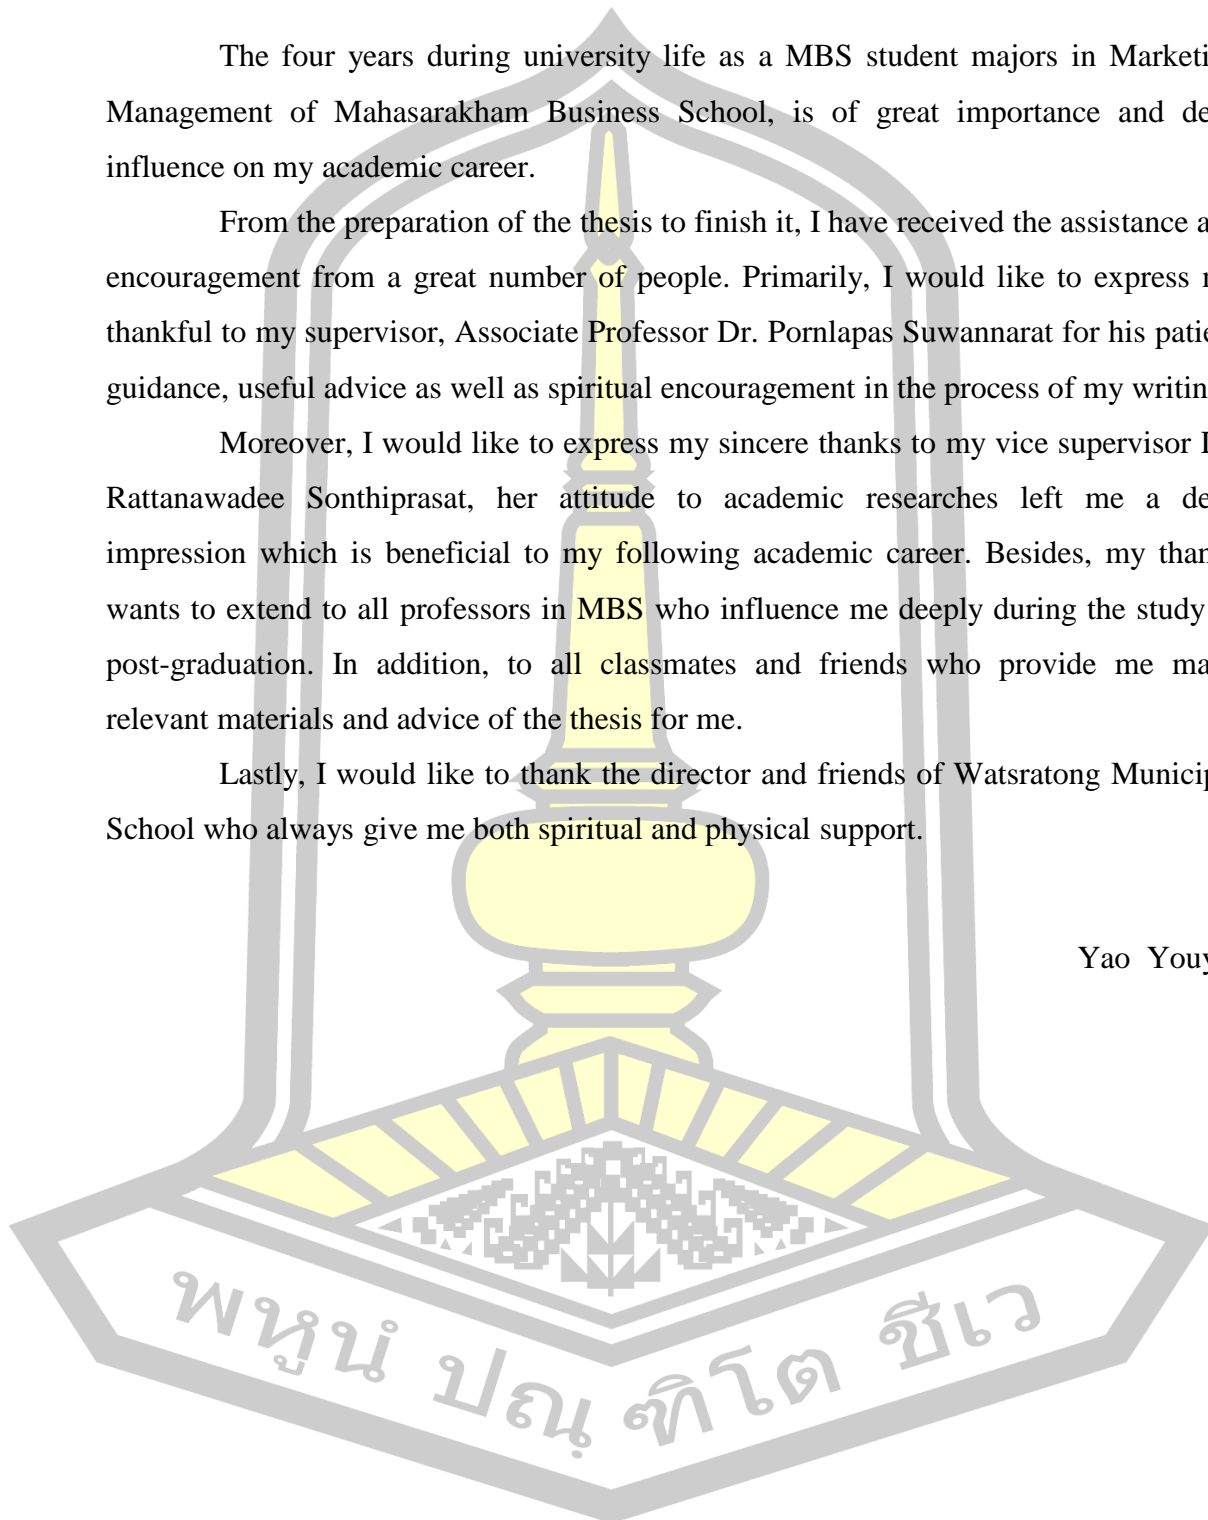 The four years during university life as a MBS student majors in Marketi
Management of Mahasarakham Business School, is of great importance and de
influence on my academic career.
From the preparation of the thesis to finish it, I have received the assistance a
encouragement from a great number of people. Primarily, I would like to express
thankful to my supervisor, Associate Professor Dr. Pornlapas Suwannarat for his patie
guidance, useful advice as well as spiritual encouragement in the process of my writin
Moreover, I would like to express my sincere thanks to my vice supervisor
Rattanawadee Sonthiprasat, her attitude to academic researches left me a de
impression which is beneficial to my following academic career. Besides, my than
wants to extend to all professors in MBS who influence me deeply during the study
post-graduation. In addition, to all classmates and friends who provide me ma
relevant materials and advice of the thesis for me.
Lastly, I would like to thank the director and friends of Watsratong Municip
School who always give me both spiritual and physical support.
Yao Youy
พหูนํ ปณฺฑิโต ชีเว